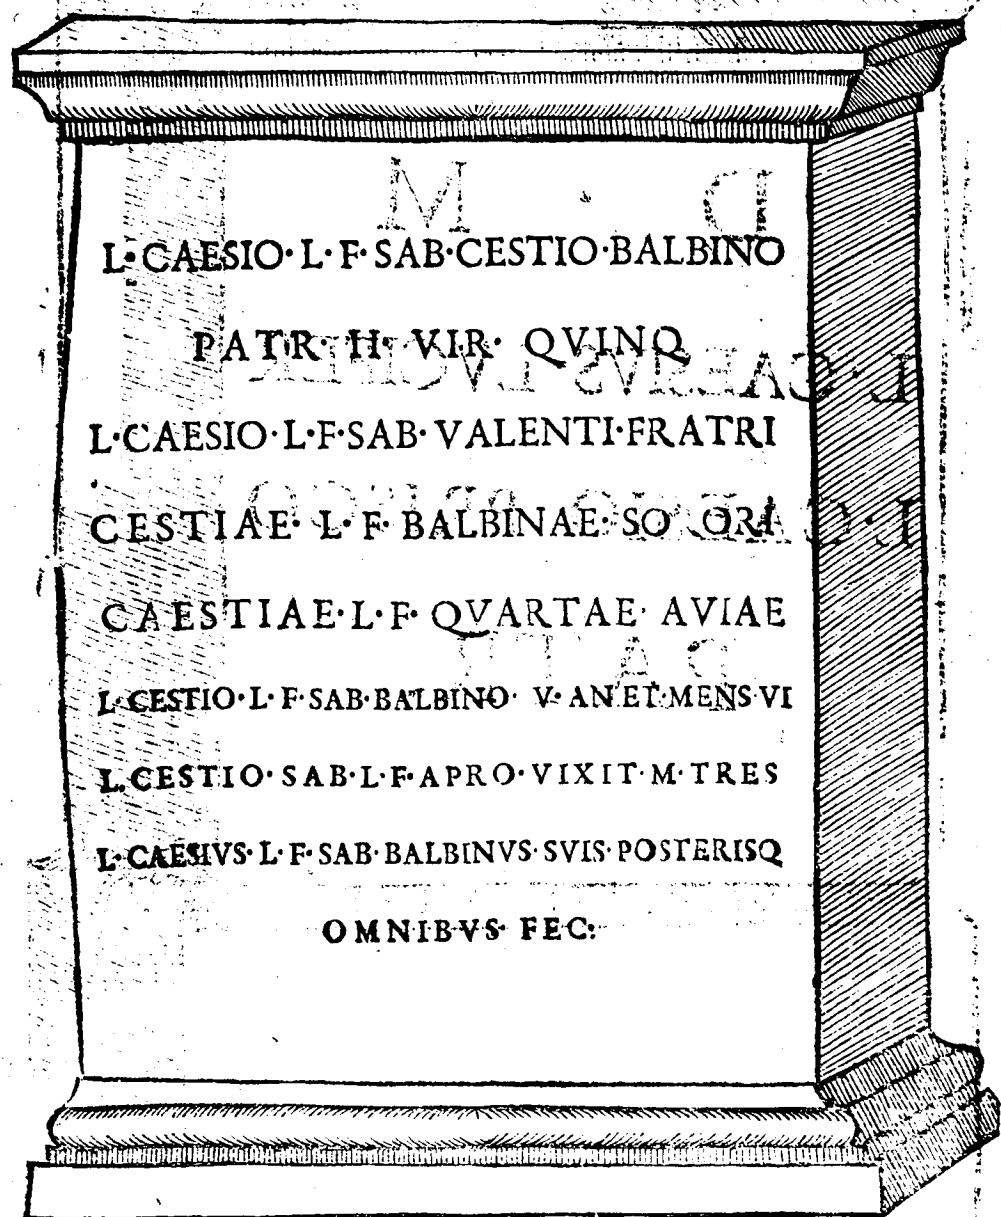 L·CAESIO·L·F·SAB·CESTIO·BALBINO
PATR II VIR· QVINQ
L·CAESIO·L·F·SAB·VALENTI·FRATRI
CESTIAE·L·F·BALBINAE·SO ORI
CAESTIAE·L·F·QVARTAE·AVIAE
L·CESTIO·L·F·SAB·BALBINO·V·AN ET·MENS·VI
L·CESTIO·SAB·L·F·APRO·VIXIT·M·TRES
L·CAESIVS·L·F·SAB·BALBINVS·SVIS·POSTERISQ
OMNIBVS·FEC: